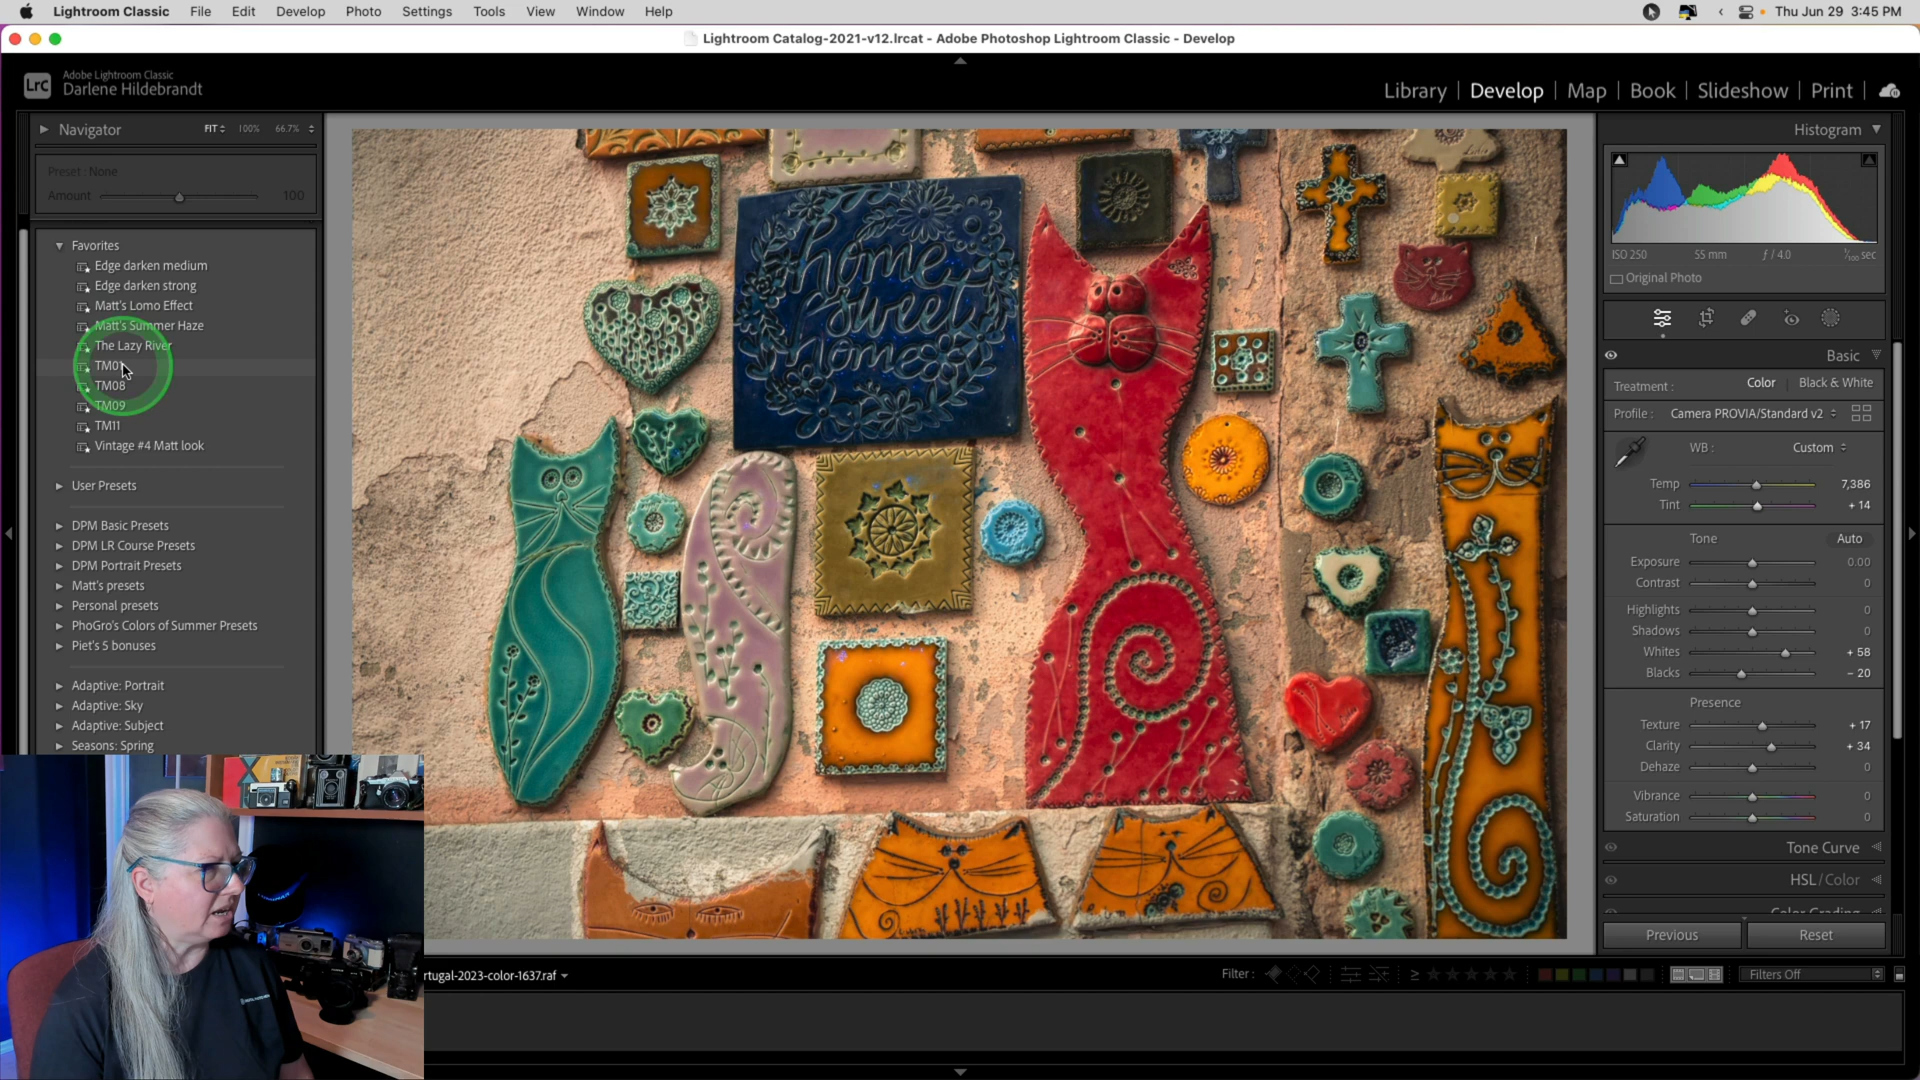 Lightroom Classic File Edit Develop Photo Settings Tools View Window Help Thu Jun 29 3:45 PM
Lightroom Catalog-2021-v12.lrcat - Adobe Photoshop Lightroom Classic - Develop
Lrc
Adobe Lightroom Classic
Darlene Hildebrandt
Library | Develop | Map | Book | Slideshow | Print
Navigator FIT 100% 66.7%
Preset : None
Amount 100
Favorites
Edge darken medium
Edge darken strong
Matt's Lomo Effect
Matt's Summer Haze
The Lazy River
TM08
TM09
TM11
Vintage #4 Matt look
User Presets
DPM Basic Presets
DPM LR Course Presets
DPM Portrait Presets
Matt's presets
Personal presets
PhoGro's Colors of Summer Presets
Piet's 5 bonuses
Adaptive: Portrait
Adaptive: Sky
Adaptive: Subject
Seasons: Spring
home
sweet
home
Histogram
ISO 250 55 mm ƒ / 4.0 1/100 sec
Original Photo
Basic
Treatment : Color Black & White
Profile : Camera PROVIA/Standard v2
WB : Custom
Temp 7,386
Tint + 14
Tone Auto
Exposure 0.00
Contrast 0
Highlights 0
Shadows 0
Whites + 58
Blacks − 20
Presence
Texture + 17
Clarity + 34
Dehaze 0
Vibrance 0
Saturation 0
Tone Curve
HSL / Color
Color Grading
Previous Reset
rtugal-2023-color-1637.raf
Filter : ≥ Filters Off